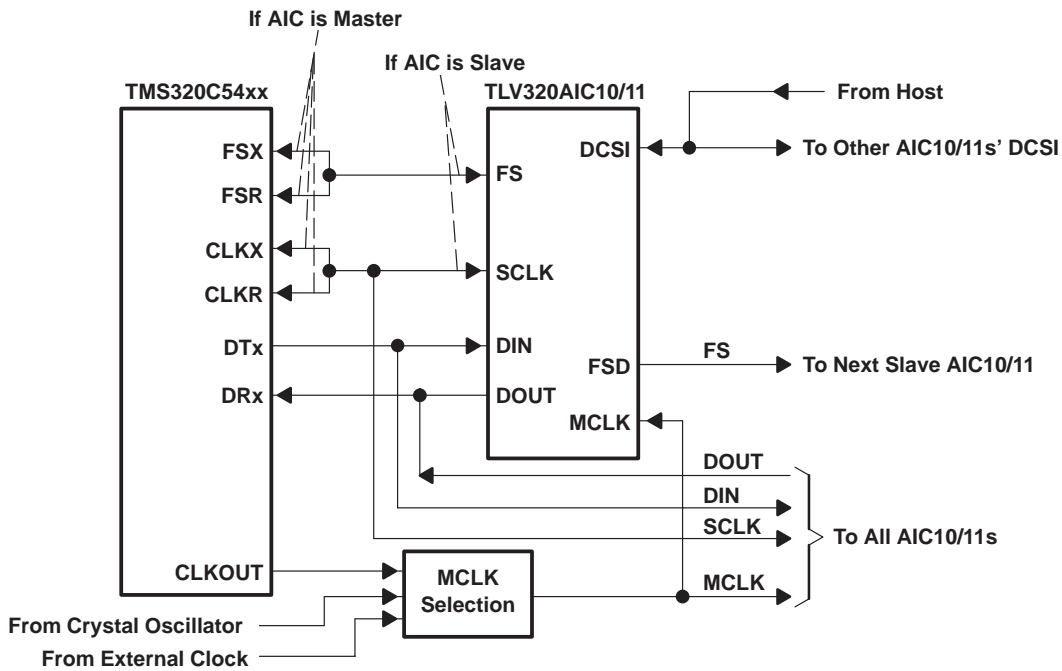 If AIC is Master
If AIC is Slave
TMS320C54xx
TLV320AIC10/11
From Host
FSX
DCSI
To Other AIC10/11s’ DCSI
FS
FSR
CLKX
SCLK
CLKR
DTx
DIN
FS
FSD
To Next Slave AIC10/11
DRx
DOUT
MCLK
DOUT
DIN
SCLK
To All AIC10/11s
CLKOUT
MCLK
Selection
MCLK
From Crystal Oscillator
From External Clock